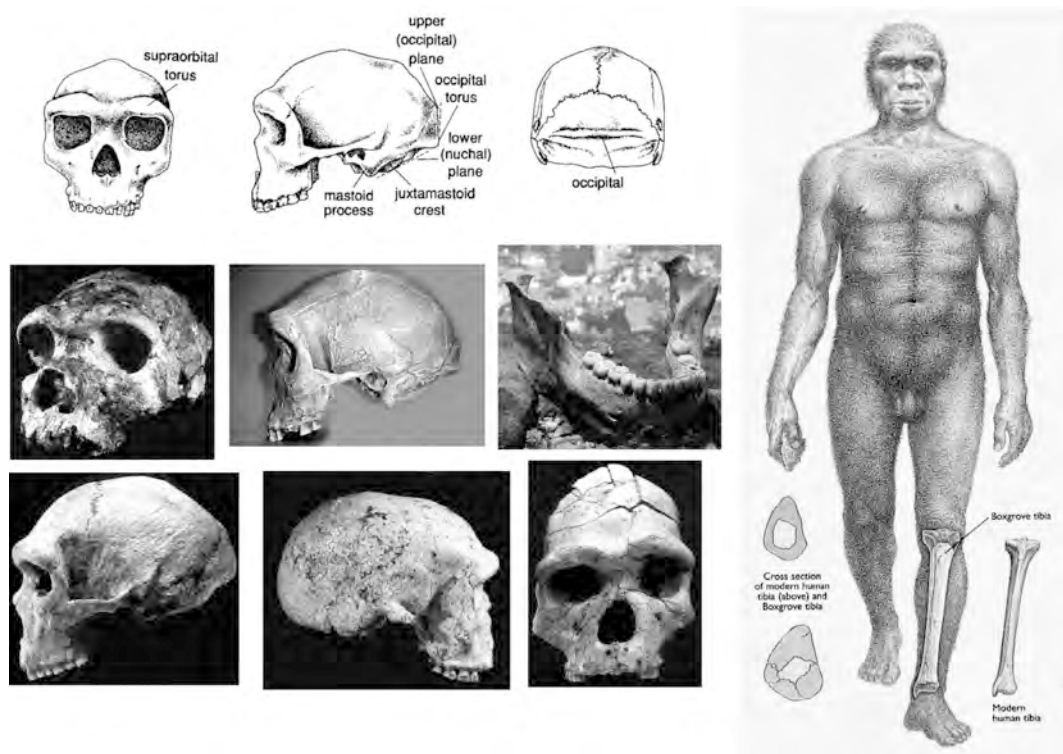 supraorbital
torus
upper
(occipital)
plane
occipital
torus
lower
(nuchal)
plane
mastoid
process
juxtamastoid
crest
occipital
Boxgrove tibia
Cross section
of modern human
tibia (above) and
Boxgrove tibia
Modern
human tibia